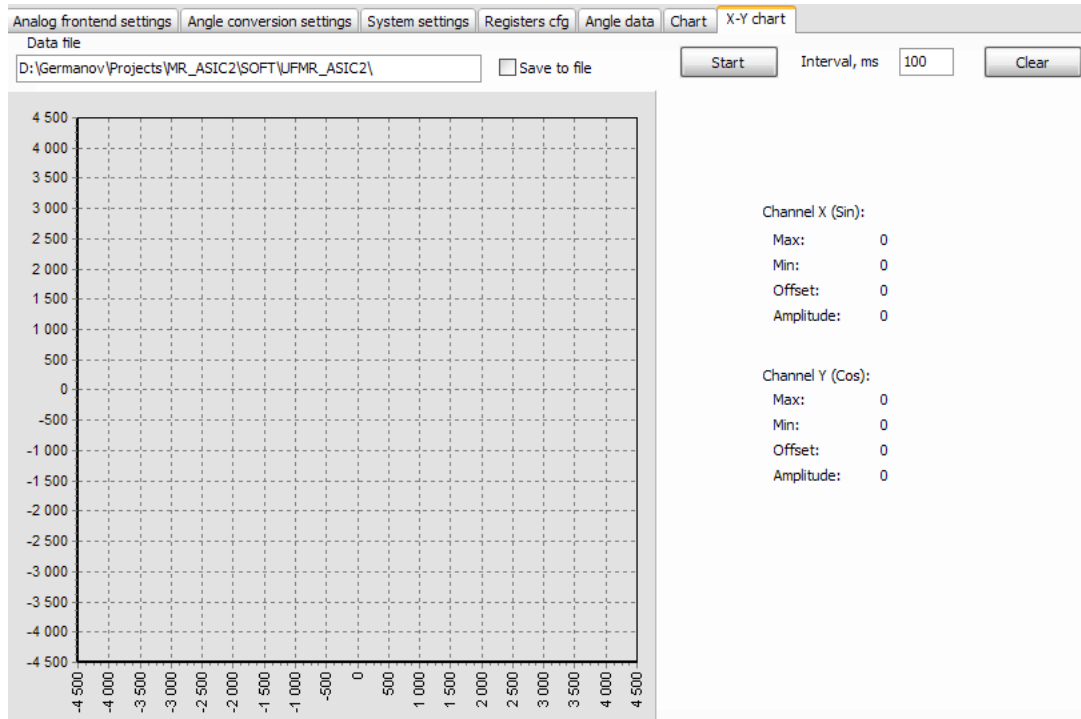 Analog frontend settings Angle conversion settings System settings Registers cfg Angle data Chart X-Y chart
Data file
D:\Germanov\Projects\MR_ASIC2\SOFT\UFMR_ASIC2\ Save to file Start Interval, ms 100 Clear
4 500
4 000
3 500
3 000
2 500
2 000
1 500
1 000
500
0
-500
-1 000
-1 500
-2 000
-2 500
-3 000
-3 500
-4 000
-4 500
-4 500 -4 000 -3 500 -3 000 -2 500 -2 000 -1 500 -1 000 -500 0 500 1 000 1 500 2 000 2 500 3 000 3 500 4 000 4 500
Channel X (Sin):
Max: 0
Min: 0
Offset: 0
Amplitude: 0
Channel Y (Cos):
Max: 0
Min: 0
Offset: 0
Amplitude: 0